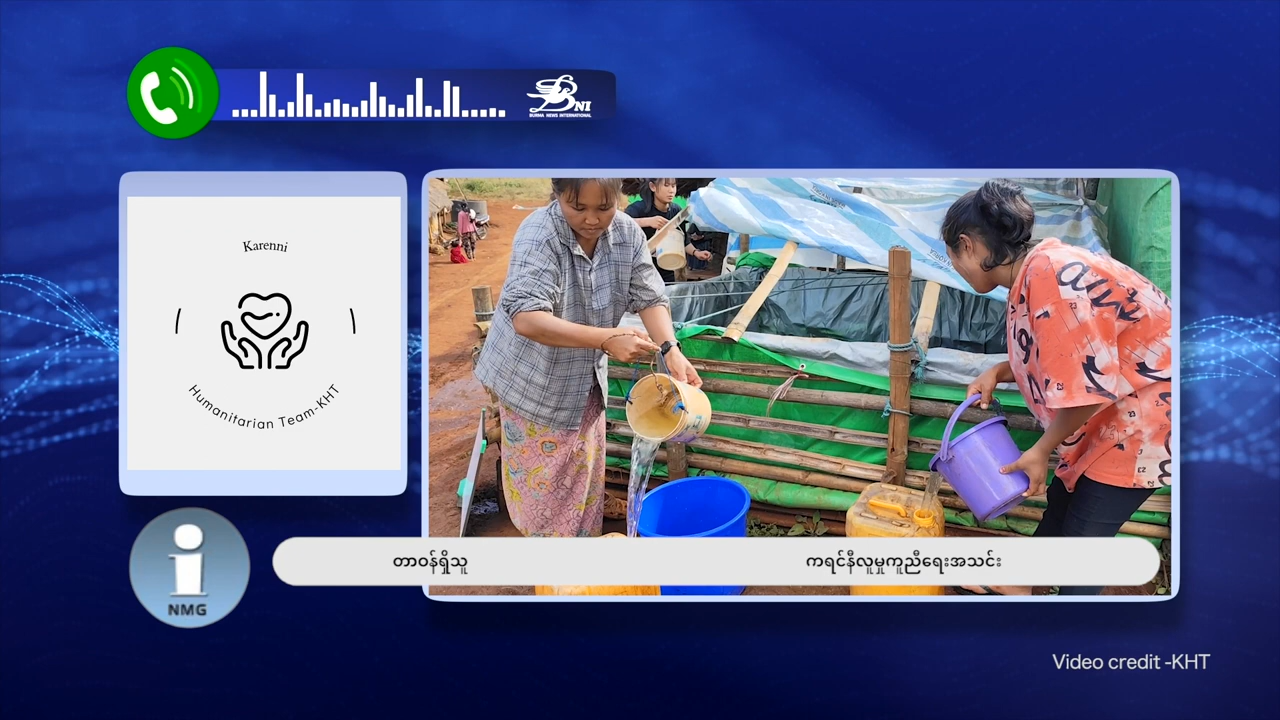 BNI
BURMA NEWS INTERNATIONAL
Karenni
Humanitarian Team-KHT
NMG
တာဝန်ရှိသူ
ကရင်နီလူမှုကူညီရေးအသင်း
Video credit -KHT